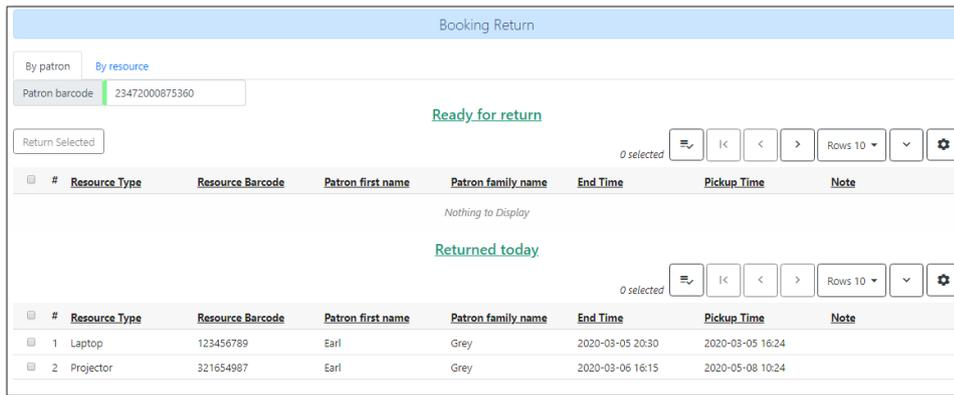 Booking Return
By patron By resource
Patron barcode 23472000875360
Ready for return
Return Selected 0 selected Rows 10
# Resource Type Resource Barcode Patron first name Patron family name End Time Pickup Time Note
Nothing to Display
Returned today
0 selected Rows 10
# Resource Type Resource Barcode Patron first name Patron family name End Time Pickup Time Note
1 Laptop 123456789 Earl Grey 2020-03-05 20:30 2020-03-05 16:24
2 Projector 321654987 Earl Grey 2020-03-06 16:15 2020-05-08 10:24